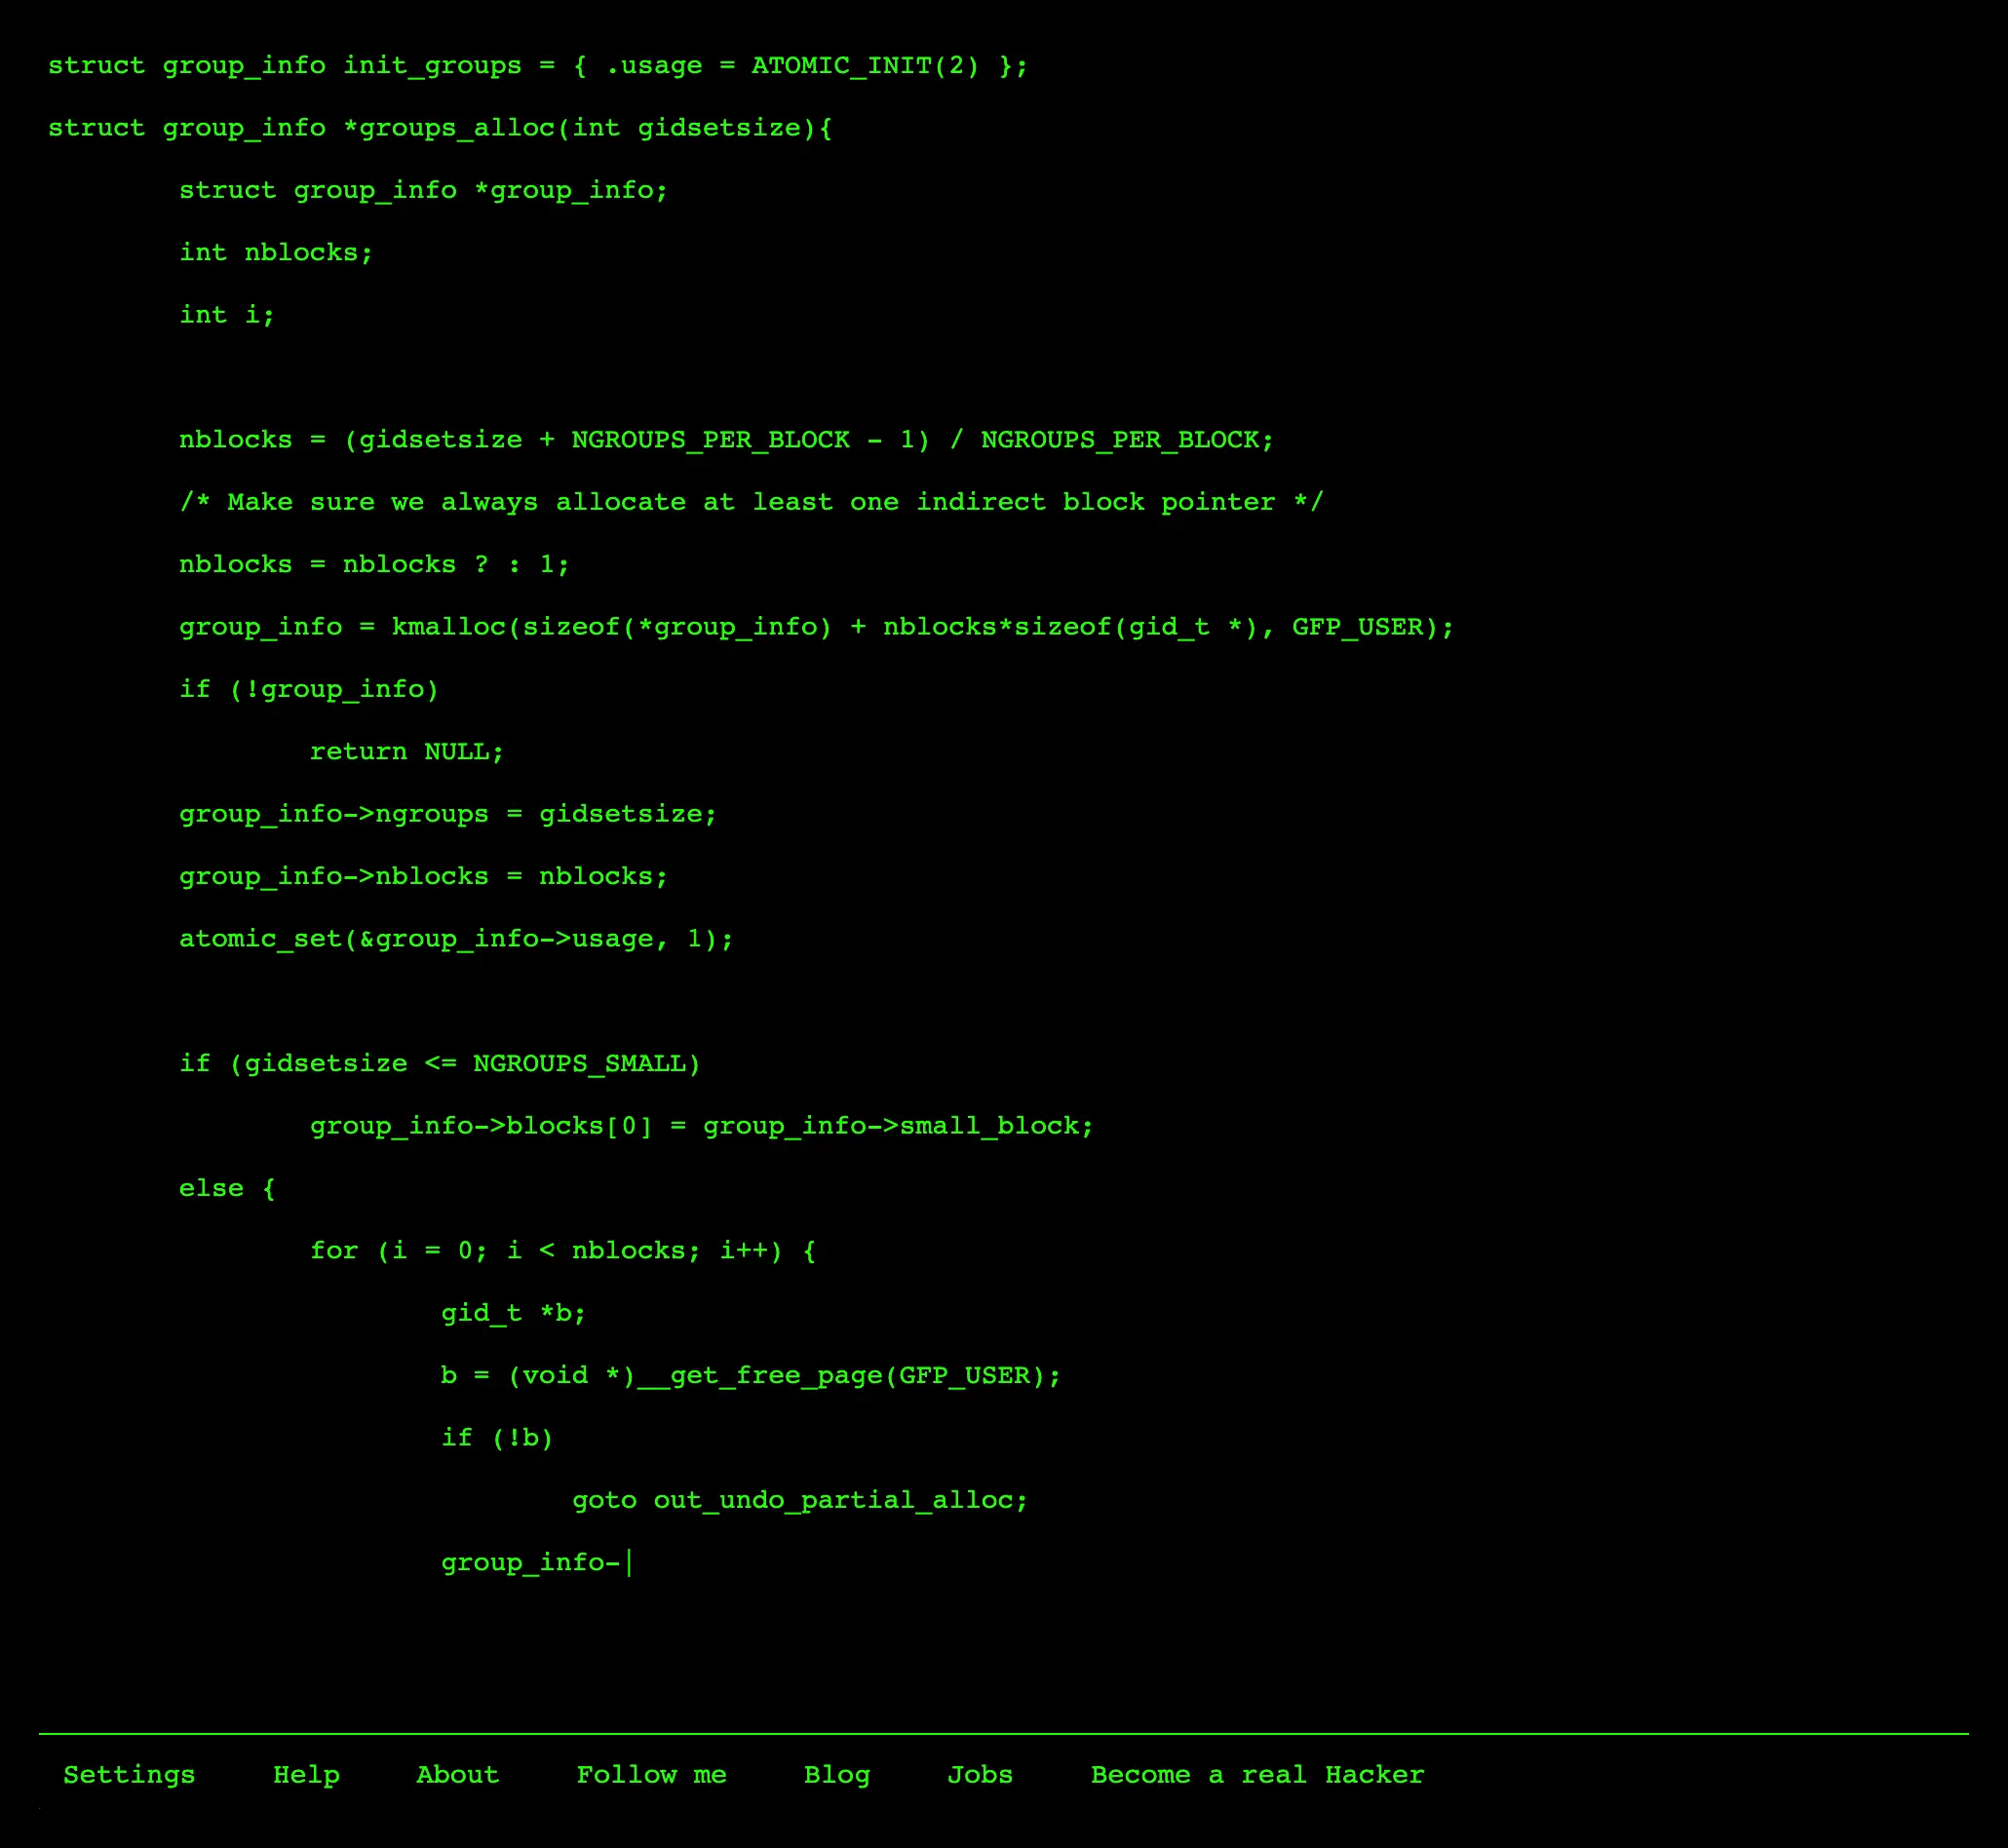 struct group_info init_groups = { .usage = ATOMIC_INIT(2) };
struct group_info *groups_alloc(int gidsetsize){
        struct group_info *group_info;
        int nblocks;
        int i;

        nblocks = (gidsetsize + NGROUPS_PER_BLOCK - 1) / NGROUPS_PER_BLOCK;
        /* Make sure we always allocate at least one indirect block pointer */
        nblocks = nblocks ? : 1;
        group_info = kmalloc(sizeof(*group_info) + nblocks*sizeof(gid_t *), GFP_USER);
        if (!group_info)
                return NULL;
        group_info->ngroups = gidsetsize;
        group_info->nblocks = nblocks;
        atomic_set(&group_info->usage, 1);

        if (gidsetsize <= NGROUPS_SMALL)
                group_info->blocks[0] = group_info->small_block;
        else {
                for (i = 0; i < nblocks; i++) {
                        gid_t *b;
                        b = (void *)__get_free_page(GFP_USER);
                        if (!b)
                                goto out_undo_partial_alloc;
                        group_info-|
Settings Help About Follow me Blog Jobs Become a real Hacker